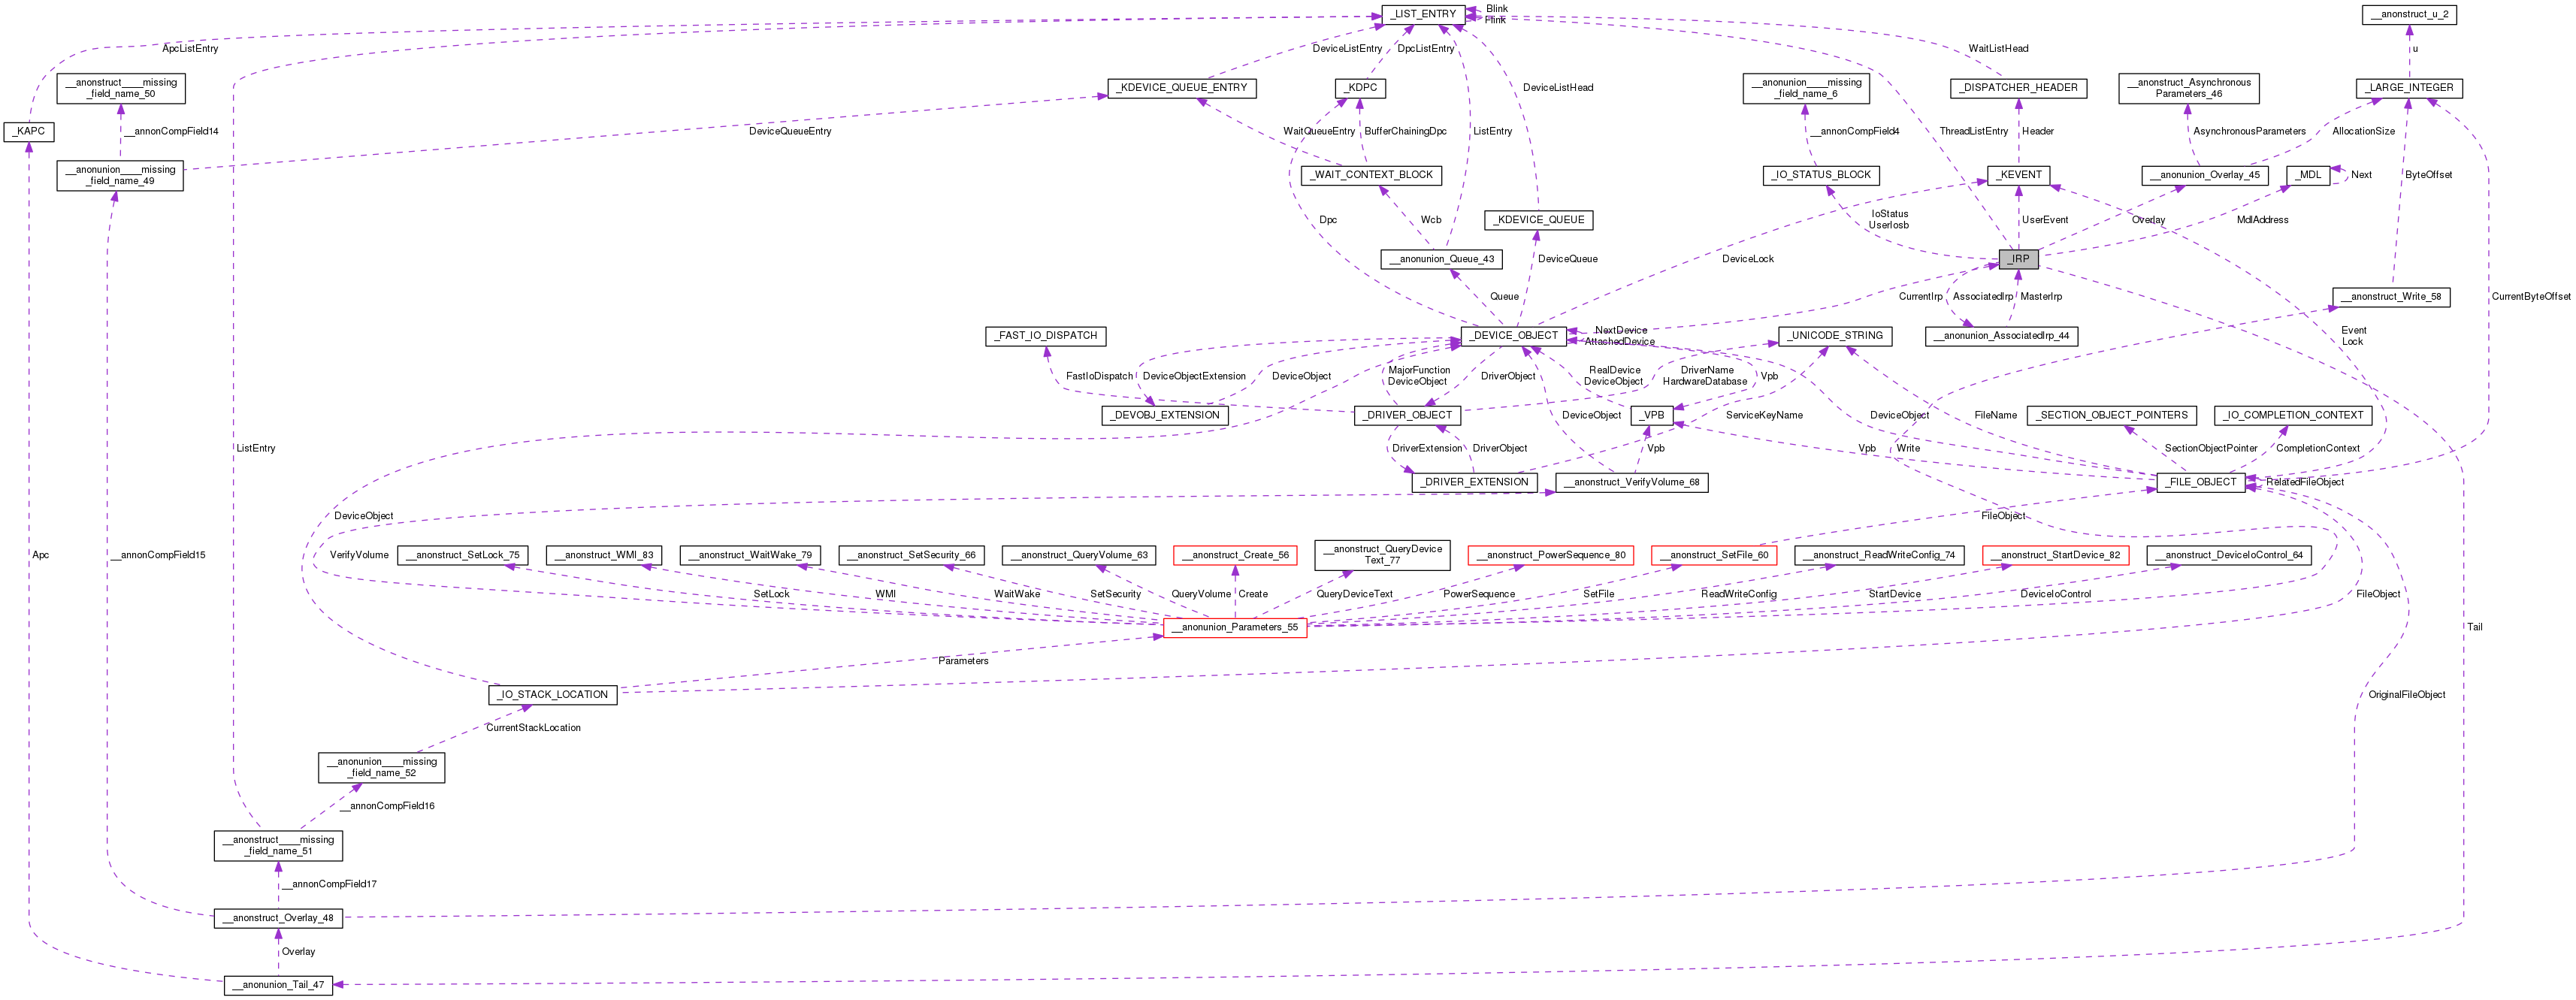 _LIST_ENTRY
Blink
Flink
__anonstruct_u_2
ApcListEntry
DeviceListEntry
DpcListEntry
WaitListHead
u
__anonstruct____missing
_field_name_50
_KDEVICE_QUEUE_ENTRY
_KDPC
DeviceListHead
__anonunion____missing
_field_name_6
_DISPATCHER_HEADER
__anonstruct_Asynchronous
Parameters_46
_LARGE_INTEGER
_KAPC
__annonCompField14
DeviceQueueEntry
WaitQueueEntry
BufferChainingDpc
ListEntry
__annonCompField4
ThreadListEntry
Header
AsynchronousParameters
AllocationSize
__anonunion____missing
_field_name_49
_WAIT_CONTEXT_BLOCK
_IO_STATUS_BLOCK
_KEVENT
__anonunion_Overlay_45
_MDL
Next
ByteOffset
Dpc
Wcb
_KDEVICE_QUEUE
IoStatus
UserIosb
UserEvent
Overlay
MdlAddress
__anonunion_Queue_43
DeviceQueue
DeviceLock
_IRP
Queue
CurrentIrp
AssociatedIrp
MasterIrp
__anonstruct_Write_58
CurrentByteOffset
_FAST_IO_DISPATCH
_DEVICE_OBJECT
NextDevice
AttachedDevice
_UNICODE_STRING
__anonunion_AssociatedIrp_44
Event
Lock
FastIoDispatch
DeviceObjectExtension
DeviceObject
MajorFunction
DeviceObject
DriverObject
RealDevice
DeviceObject
DriverName
HardwareDatabase
Vpb
_DEVOBJ_EXTENSION
_DRIVER_OBJECT
DeviceObject
_VPB
ServiceKeyName
DeviceObject
FileName
_SECTION_OBJECT_POINTERS
_IO_COMPLETION_CONTEXT
ListEntry
DriverExtension
DriverObject
Vpb
Vpb
Write
SectionObjectPointer
CompletionContext
_DRIVER_EXTENSION
__anonstruct_VerifyVolume_68
_FILE_OBJECT
RelatedFileObject
DeviceObject
FileObject
Apc
__annonCompField15
VerifyVolume
__anonstruct_SetLock_75
__anonstruct_WMI_83
__anonstruct_WaitWake_79
__anonstruct_SetSecurity_66
__anonstruct_QueryVolume_63
__anonstruct_Create_56
__anonstruct_QueryDevice
Text_77
__anonstruct_PowerSequence_80
__anonstruct_SetFile_60
__anonstruct_ReadWriteConfig_74
__anonstruct_StartDevice_82
__anonstruct_DeviceIoControl_64
SetLock
WMI
WaitWake
SetSecurity
QueryVolume
Create
QueryDeviceText
PowerSequence
SetFile
ReadWriteConfig
StartDevice
DeviceIoControl
FileObject
__anonunion_Parameters_55
Tail
Parameters
_IO_STACK_LOCATION
OriginalFileObject
CurrentStackLocation
__anonunion____missing
_field_name_52
__annonCompField16
__anonstruct____missing
_field_name_51
__annonCompField17
__anonstruct_Overlay_48
Overlay
__anonunion_Tail_47